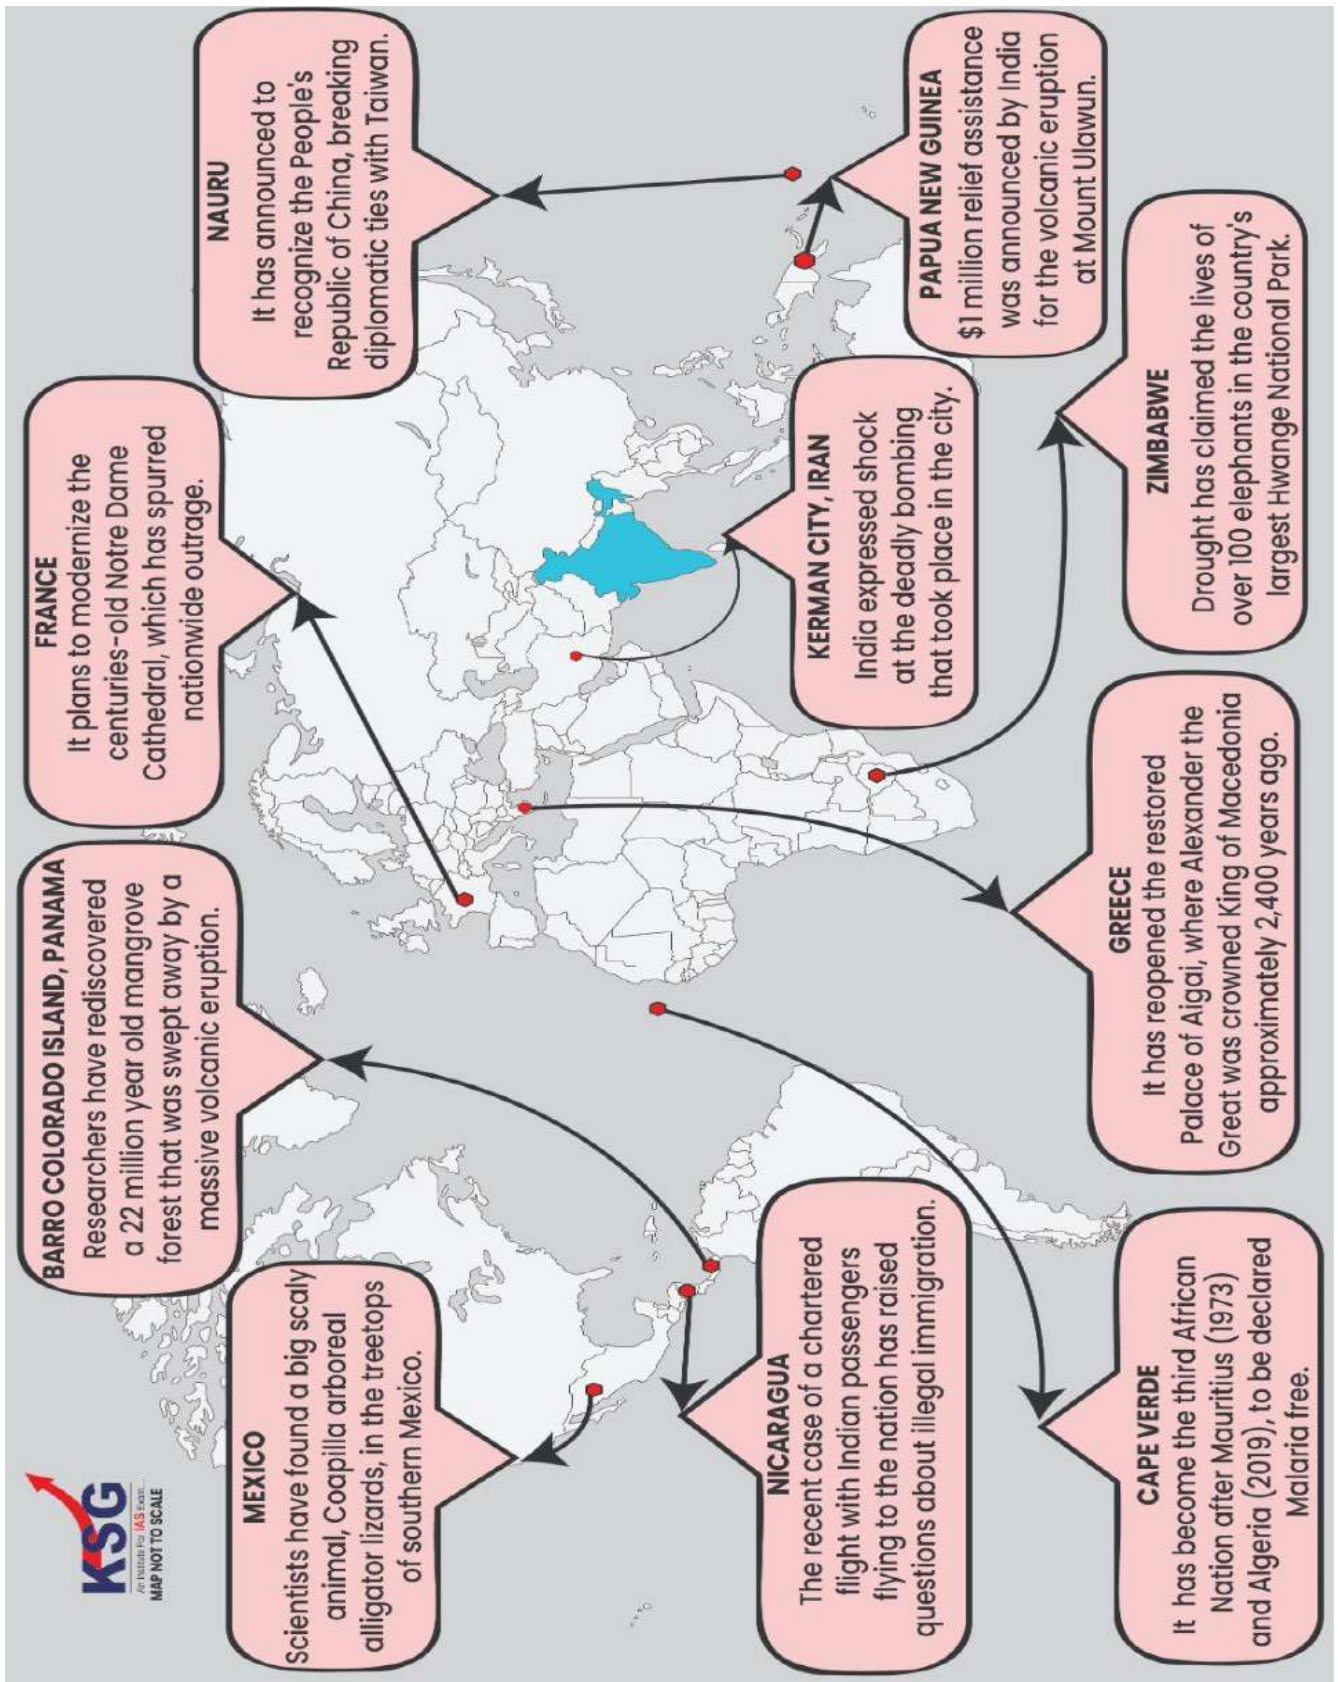 KSG
An Institute For IAS Exam...
MAP NOT TO SCALE
BARRO COLORADO ISLAND, PANAMA
Researchers have rediscovered
a 22 million year old mangrove
forest that was swept away by a
massive volcanic eruption.
FRANCE
It plans to modernize the
centuries-old Notre Dame
Cathedral, which has spurred
nationwide outrage.
NAURU
It has announced to
recognize the People's
Republic of China, breaking
diplomatic ties with Taiwan.
MEXICO
Scientists have found a big scaly
animal, Coapilla arboreal
alligator lizards, in the treetops
of southern Mexico.
NICARAGUA
The recent case of a chartered
flight with Indian passengers
flying to the nation has raised
questions about illegal immigration.
KERMAN CITY, IRAN
India expressed shock
at the deadly bombing
that took place in the city.
PAPUA NEW GUINEA
$1 million relief assistance
was announced by India
for the volcanic eruption
at Mount Ulawun.
CAPE VERDE
It has become the third African
Nation after Mauritius (1973)
and Algeria (2019), to be declared
Malaria free.
GREECE
It has reopened the restored
Palace of Aigai, where Alexander the
Great was crowned King of Macedonia
approximately 2,400 years ago.
ZIMBABWE
Drought has claimed the lives of
over 100 elephants in the country's
largest Hwange National Park.